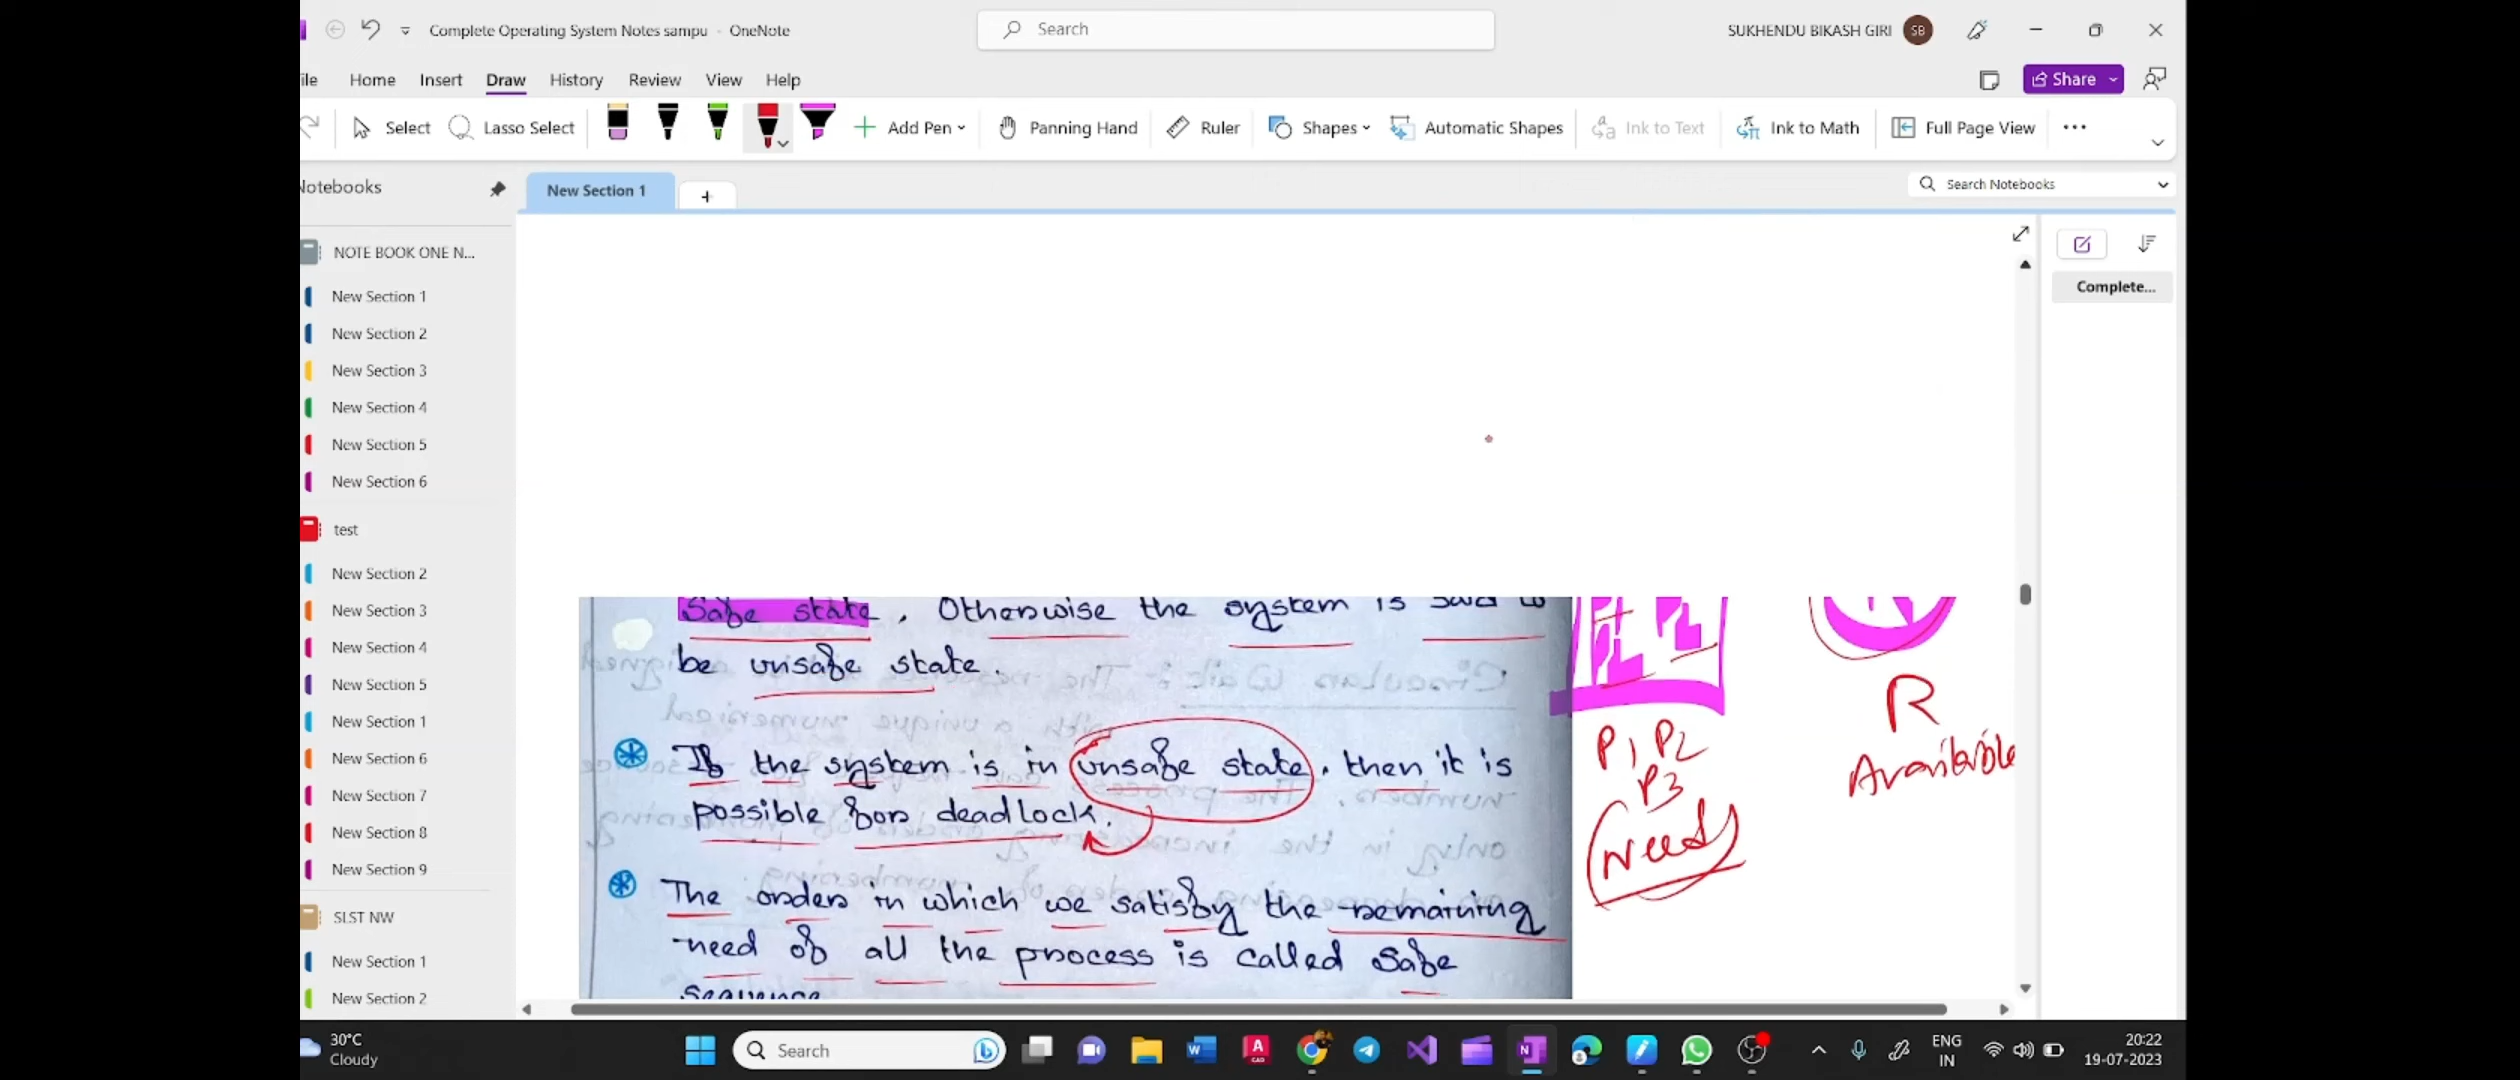 Complete Operating System Notes sampu - OneNote
Search
SUKHENDU BIKASH GIRI
SB
ile
Home
Insert
Draw
History
Review
View
Help
Share
Select
Lasso Select
Add Pen
Panning Hand
Ruler
Shapes
Automatic Shapes
Ink to Text
Ink to Math
Full Page View
Notebooks
New Section 1
Search Notebooks
NOTE BOOK ONE N...
New Section 1
New Section 2
New Section 3
New Section 4
New Section 5
New Section 6
test
New Section 2
New Section 3
New Section 4
New Section 5
New Section 1
New Section 6
New Section 7
New Section 8
New Section 9
SLST NW
New Section 1
New Section 2
Complete...
Safe state, Otherwise the system is said to
be unsafe state.
If the system is in unsafe state, then it is
possible for deadlock.
The order in which we satisfy the remaining
need of all the process is called Safe
sequence
P1, P2
P3
Need
R
Available
30°C
Cloudy
Search
ENG
IN
20:22
19-07-2023